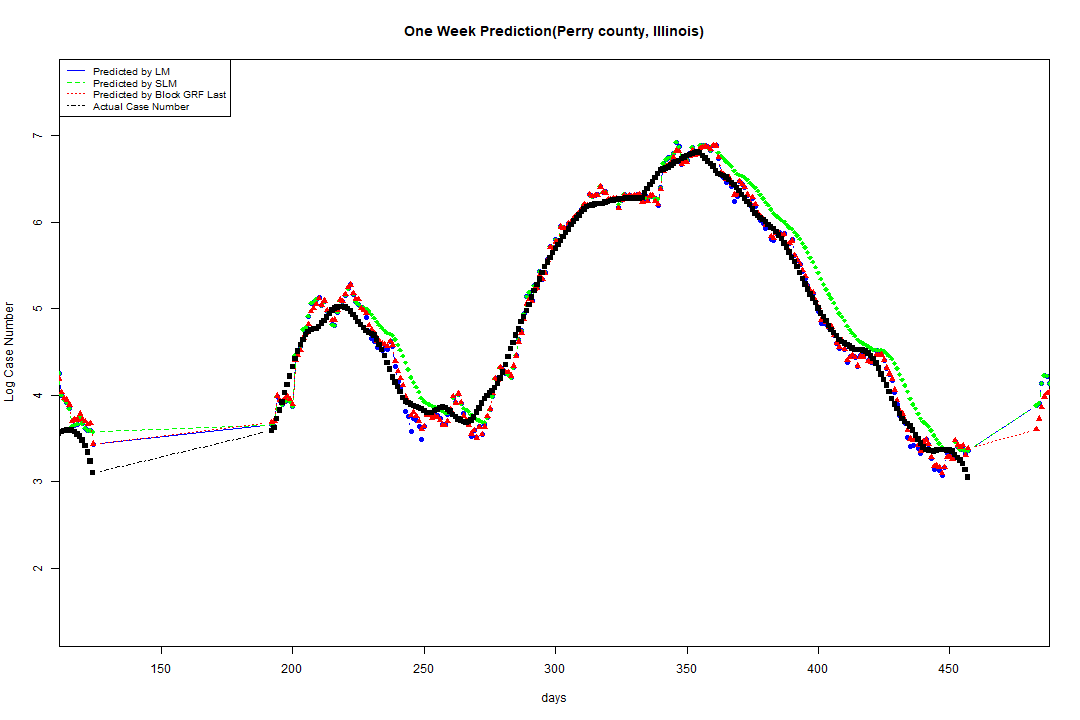 One Week Prediction(Perry county, Illinois)
Predicted by LM
Predicted by SLM
Predicted by Block GRF Last
Actual Case Number
7
6
5
4
3
2
Log Case Number
150 200 250 300 350 400 450
days